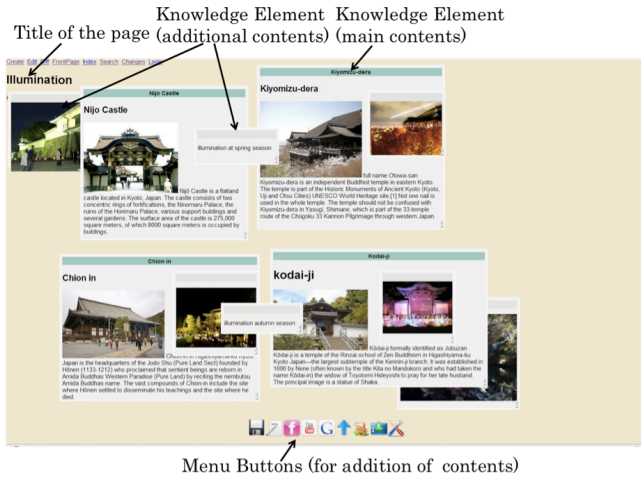 Knowledge Element Knowledge Element
Title of the page (additional contents) (main contents)
Create Edit Diff FrontPage Index Search Changes Login
Illumination
Nijo Castle
Nijo Castle
Nijō Castle is a flatland
castle located in Kyoto, Japan. The castle consists of two
concentric rings of fortifications, the Ninomaru Palace, the
ruins of the Honmaru Palace, various support buildings and
several gardens. The surface area of the castle is 275,000
square meters, of which 8000 square meters is occupied by
buildings.
illumination at spring season
Kiyomizu-dera
Kiyomizu-dera
full name Otowa-san
Kiyomizu-dera is an independent Buddhist temple in eastern Kyoto.
The temple is part of the Historic Monuments of Ancient Kyoto (Kyoto,
Uji and Otsu Cities) UNESCO World Heritage site.[1] Not one nail is
used in the whole temple. The temple should not be confused with
Kiyomizu-dera in Yasugi, Shimane, which is part of the 33-temple
route of the Chūgoku 33 Kannon Pilgrimage through western Japan.
Chion in
Chion in
Japan is the headquarters of the Jodo Shu (Pure Land Sect) founded by
Hōnen (1133-1212) who proclaimed that sentient beings are reborn in
Amida Buddhas Western Paradise (Pure Land) by reciting the nembutsu
Amida Buddhas name. The vast compounds of Chion-in include the site
where Hōnen settled to disseminate his teachings and the site where he
died.
illumination autumn season
Kodai-ji
kodai-ji
Kōdai-ji formally identified as Jubuzan
Kōdai-ji is a temple of the Rinzai school of Zen Buddhism in Higashiyama-ku
Kyoto Japan—the largest subtemple of the Kennin-ji branch. It was established in
1606 by Nene (often known by the title Kita no Mandokoro and who had taken the
name Kōdai-in) the widow of Toyotomi Hideyoshi to pray for her late husband.
The principal image is a statue of Shaka.
Menu Buttons (for addition of contents)